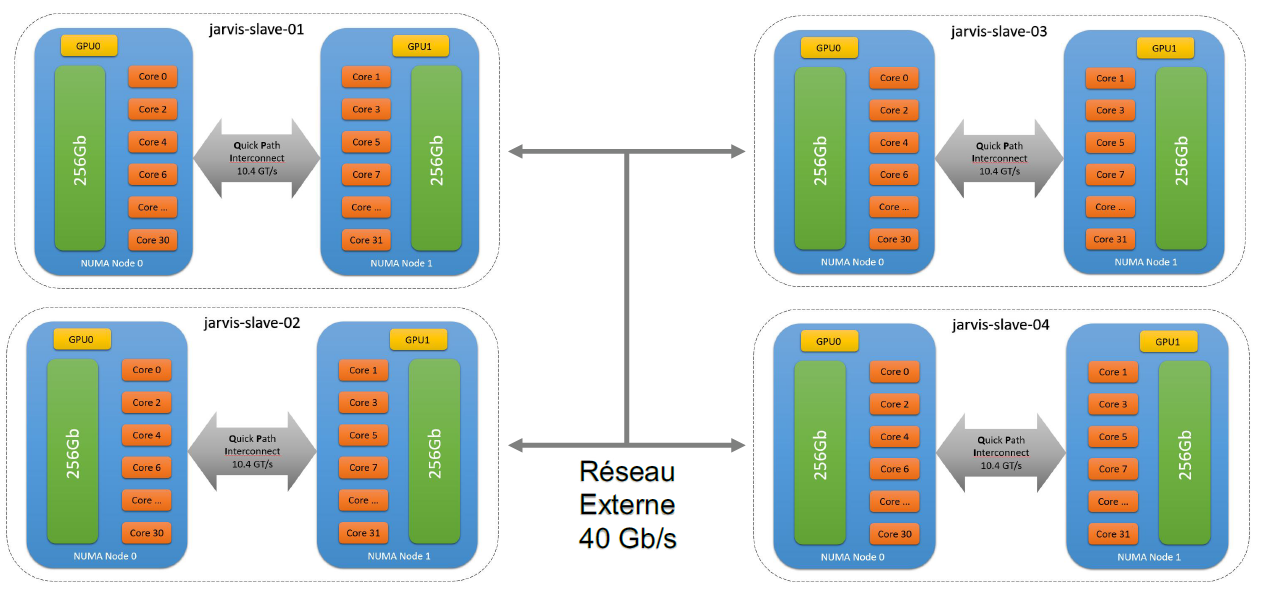 jarvis-slave-01
GPU0
256Gb
Core 0
Core 2
Core 4
Core 6
Core ...
Core 30
NUMA Node 0
Quick Path
Interconnect
10.4 GT/s
GPU1
Core 1
Core 3
Core 5
Core 7
Core ...
Core 31
256Gb
NUMA Node 1
jarvis-slave-03
GPU0
256Gb
Core 0
Core 2
Core 4
Core 6
Core ...
Core 30
NUMA Node 0
Quick Path
Interconnect
10.4 GT/s
GPU1
Core 1
Core 3
Core 5
Core 7
Core ...
Core 31
256Gb
NUMA Node 1
jarvis-slave-02
GPU0
256Gb
Core 0
Core 2
Core 4
Core 6
Core ...
Core 30
NUMA Node 0
Quick Path
Interconnect
10.4 GT/s
GPU1
Core 1
Core 3
Core 5
Core 7
Core ...
Core 31
256Gb
NUMA Node 1
Réseau
Externe
40 Gb/s
jarvis-slave-04
GPU0
256Gb
Core 0
Core 2
Core 4
Core 6
Core ...
Core 30
NUMA Node 0
Quick Path
Interconnect
10.4 GT/s
GPU1
Core 1
Core 3
Core 5
Core 7
Core ...
Core 31
256Gb
NUMA Node 1